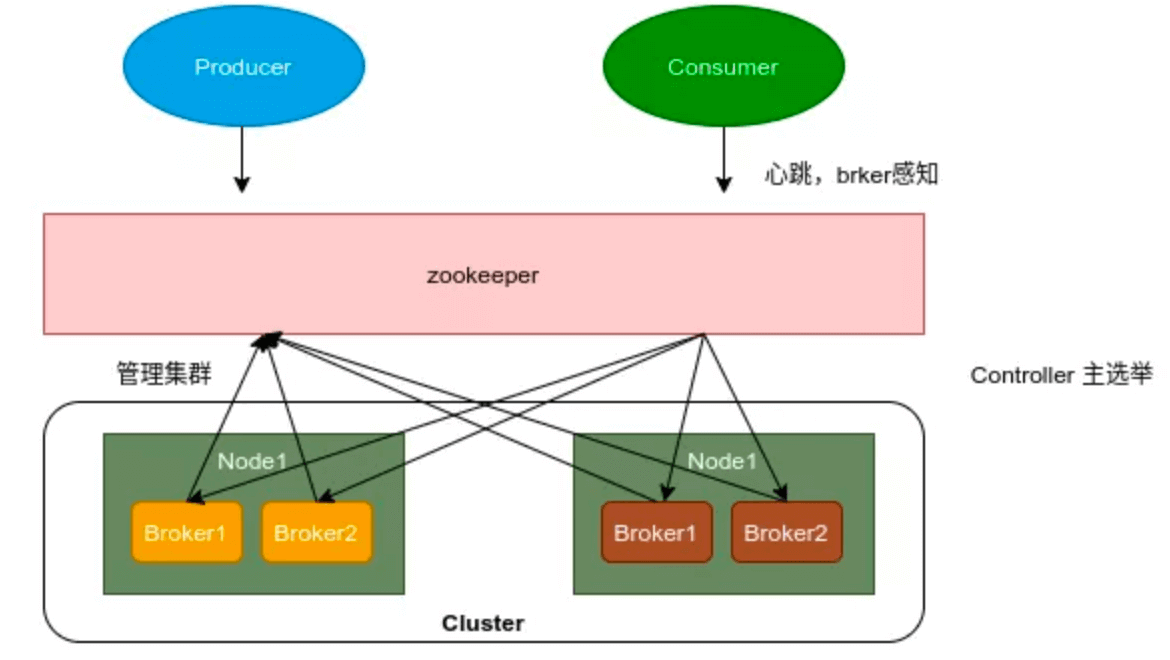 Producer
Consumer
心跳，brker感知
zookeeper
管理集群
Controller 主选举
Node1
Node1
Broker1
Broker2
Broker1
Broker2
Cluster